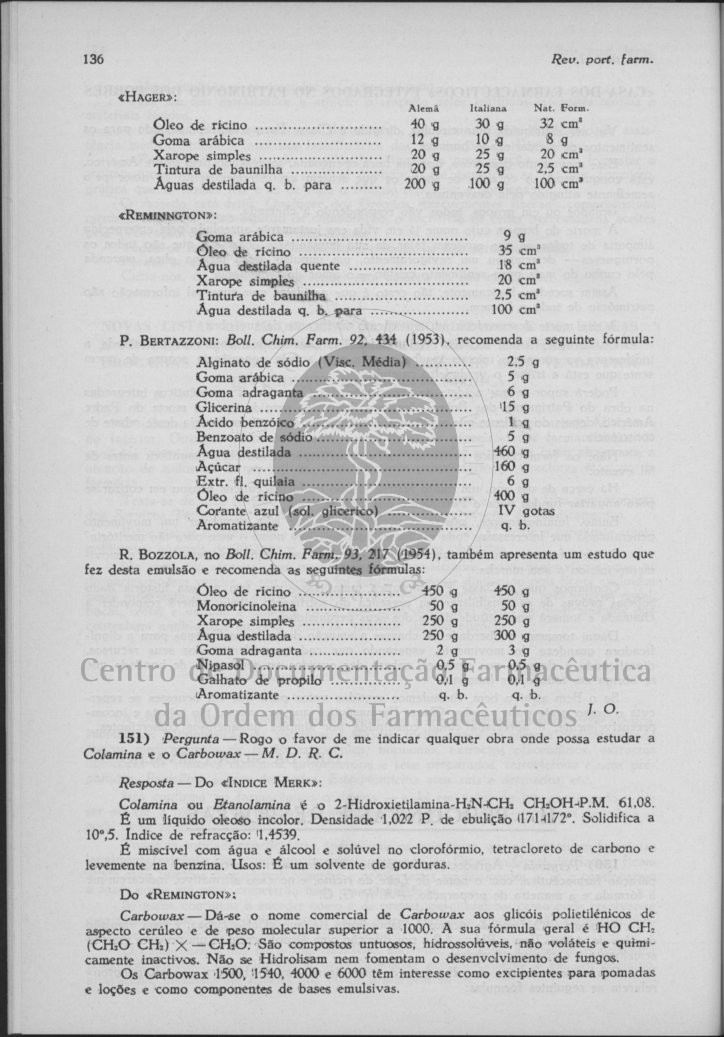 136 Rev. port. farm.
«HAGER»:
Alemã Italiana Nat. Form.
Óleo de rícino ............................ 40 g 30 g 32 cm³
Goma arábica ............................ 12 g 10 g 8 g
Xarope simples ........................... 20 g 25 g 20 cm³
Tintura de baunilha .................... 20 g 25 g 2,5 cm³
Águas destilada q. b. para ......... 200 g 100 g 100 cm³
«REMINNGTON»:
Goma arábica ....................................... 9 g
Óleo de rícino ..................................... 35 cm³
Água destilada quente .......................... 18 cm³
Xarope simples .................................... 20 cm³
Tintura de baunilha ............................. 2,5 cm³
Água destilada q. b. para ..................... 100 cm³
P. BERTAZZONI: Boll. Chim. Farm. 92, 434 (1953), recomenda a seguinte fórmula:
Alginato de sódio (Visc. Média) ............ 2,5 g
Goma arábica ....................................... 5 g
Goma adraganta .................................... 6 g
Glicerina .............................................. 15 g
Ácido benzóico ..................................... 1 g
Benzoato de sódio ................................. 5 g
Água destilada ...................................... 460 g
Açúcar ................................................ 160 g
Extr. fl. quilaia ..................................... 6 g
Óleo de rícino ...................................... 400 g
Corante azul (sol. glicerico) ................... IV gotas
Aromatizante ........................................ q. b.
R. BOZZOLA, no Boll. Chim. Farm. 93, 217 (1954), também apresenta um estudo que
fez desta emulsão e recomenda as seguintes fórmulas:
Óleo de rícino ...................... 450 g 450 g
Monoricinoleina .................... 50 g 50 g
Xarope simples ..................... 250 g 250 g
Água destilada ...................... 250 g 300 g
Goma adraganta .................... 2 g 3 g
Nipasol ................................ 0,5 g 0,5 g
Galhato de propilo ............... 0,1 g 0,1 g
Aromatizante ........................ q. b. q. b.
Centro de Documentação Farmacêutica
da Ordem dos Farmacêuticos
J. O.
151) Pergunta — Rogo o favor de me indicar qualquer obra onde possa estudar a
Colamina e o Carbowax — M. D. R. C.
Resposta — Do «INDICE MERK»:
Colamina ou Etanolamina é o 2-Hidroxietilamina-H₂N-CH₂ CH₂OH-P.M. 61,08.
É um líquido oleoso incolor. Densidade 1,022 P. de ebulição 171-172°. Solidifica a
10°,5. Índice de refracção: 1,4539.
É miscível com água e álcool e solúvel no clorofórmio, tetracloreto de carbono e
levemente na benzina. Usos: É um solvente de gorduras.
Do «REMINGTON»:
Carbowax — Dá-se o nome comercial de Carbowax aos glicóis polietilénicos de
aspecto cerúleo e de peso molecular superior a 1000. A sua fórmula geral é HO CH₂
(CH₂O CH₂) X — CH₂O. São compostos untuosos, hidrossolúveis, não voláteis e quimi-
camente inactivos. Não se Hidrolisam nem fomentam o desenvolvimento de fungos.
Os Carbowax 1500, 1540, 4000 e 6000 têm interesse como excipientes para pomadas
e loções e como componentes de bases emulsivas.